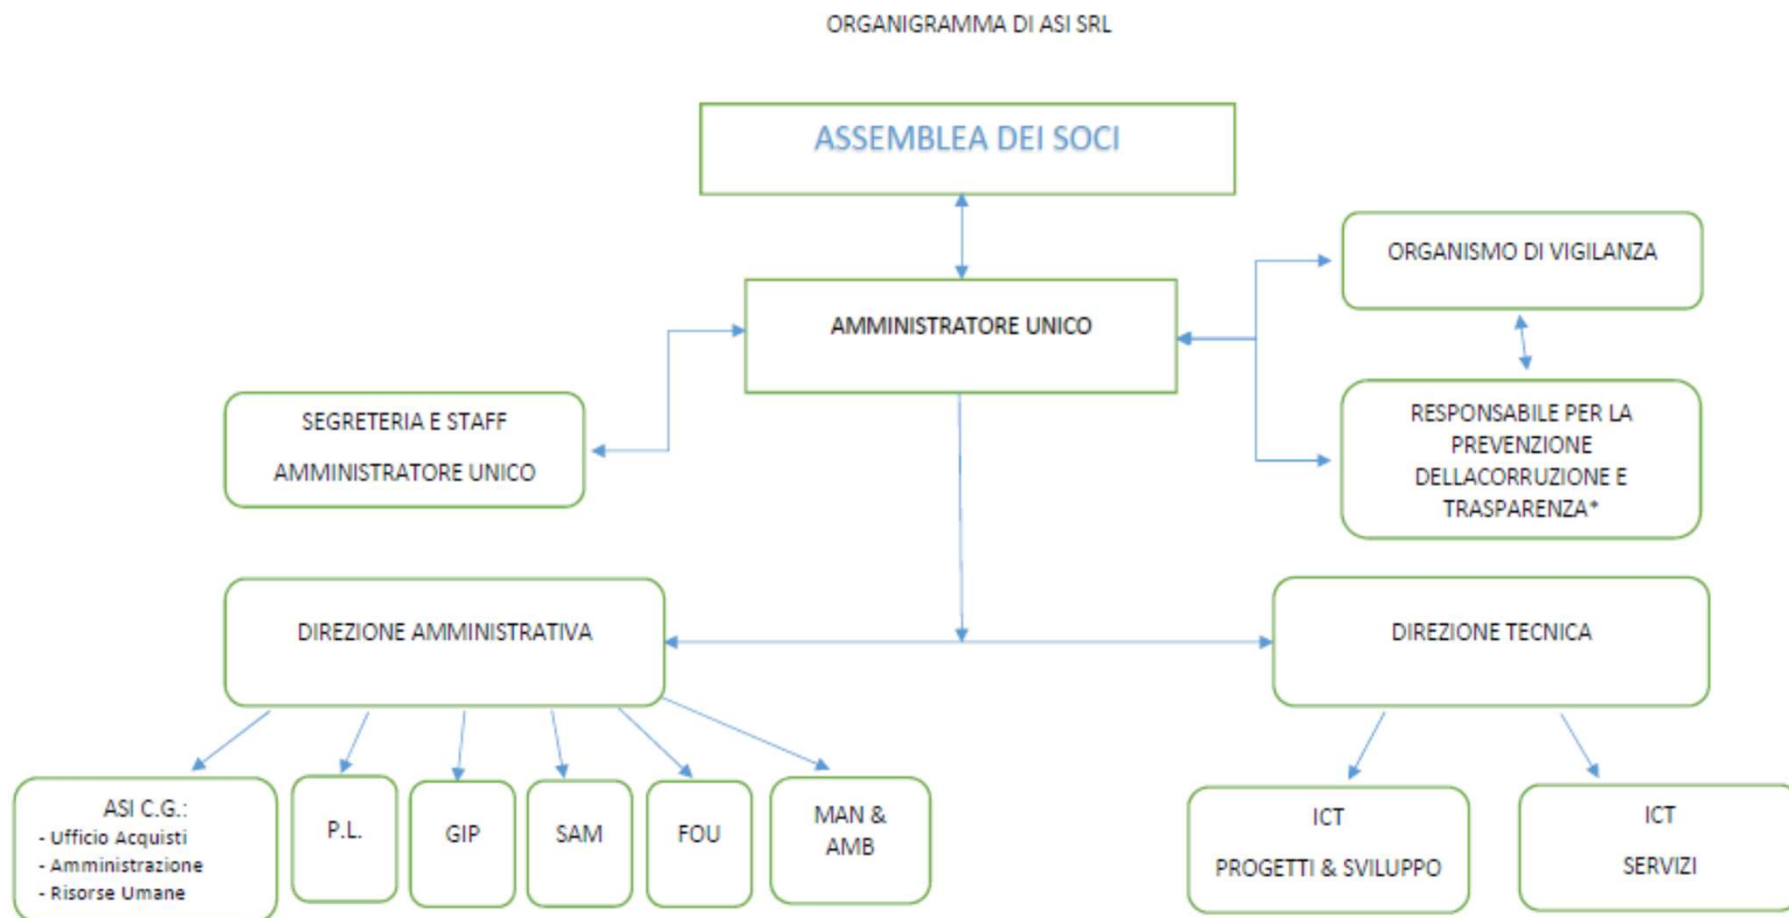 ORGANIGRAMMA DI ASI SRL
ASSEMBLEA DEI SOCI
ORGANISMO DI VIGILANZA
AMMINISTRATORE UNICO
SEGRETERIA E STAFF
AMMINISTRATORE UNICO
RESPONSABILE PER LA
PREVENZIONE
DELLACORRUZIONE E
TRASPARENZA*
DIREZIONE AMMINISTRATIVA
DIREZIONE TECNICA
ASI C.G.:
- Ufficio Acquisti
- Amministrazione
- Risorse Umane
P.L.
GIP
SAM
FOU
MAN &
AMB
ICT
PROGETTI & SVILUPPO
ICT
SERVIZI